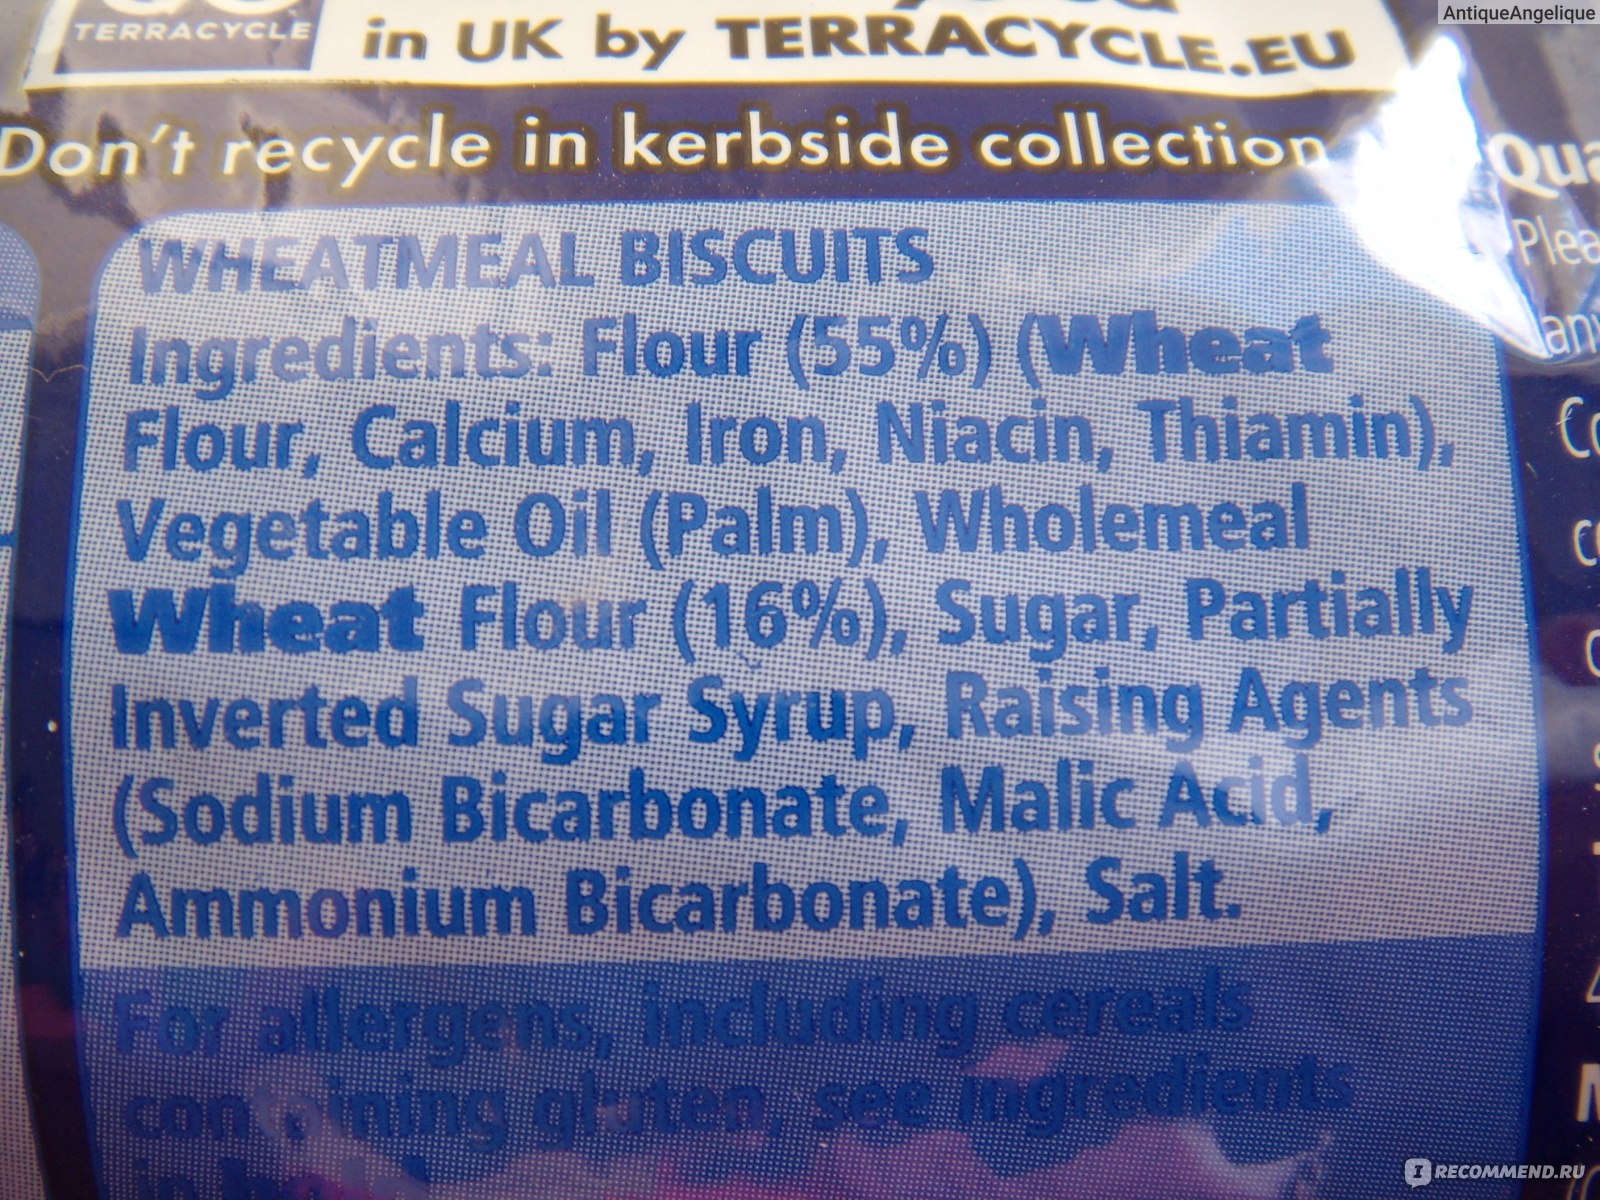 AntiqueAngelique
TERRACYCLE
in UK by TERRACYCLE.EU
Don't recycle in kerbside collection
WHEATMEAL BISCUITS
Ingredients: Flour (55%) (Wheat
Flour, Calcium, Iron, Niacin, Thiamin),
Vegetable Oil (Palm), Wholemeal
Wheat Flour (16%), Sugar, Partially
Inverted Sugar Syrup, Raising Agents
(Sodium Bicarbonate, Malic Acid,
Ammonium Bicarbonate), Salt.
For allergens, including cereals
containing gluten, see ingredients
IRECOMMEND.RU